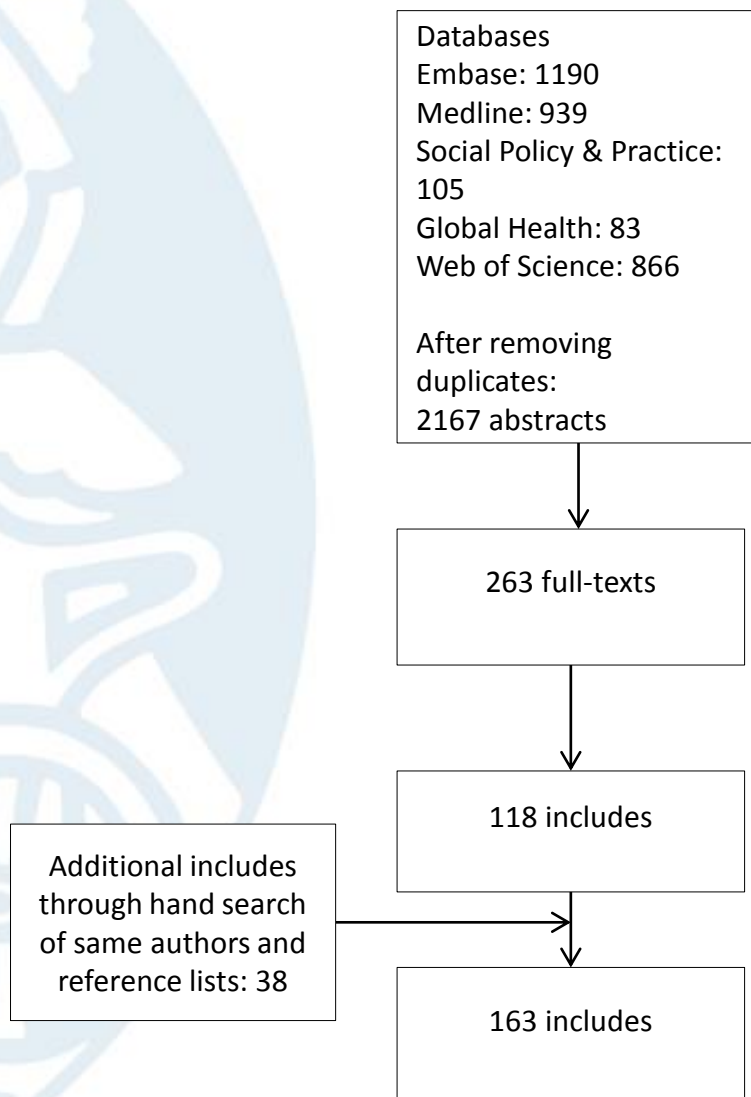 Databases
Embase: 1190
Medline: 939
Social Policy & Practice:
105
Global Health: 83
Web of Science: 866
After removing
duplicates:
2167 abstracts
263 full-texts
118 includes
Additional includes
through hand search
of same authors and
reference lists: 38
163 includes